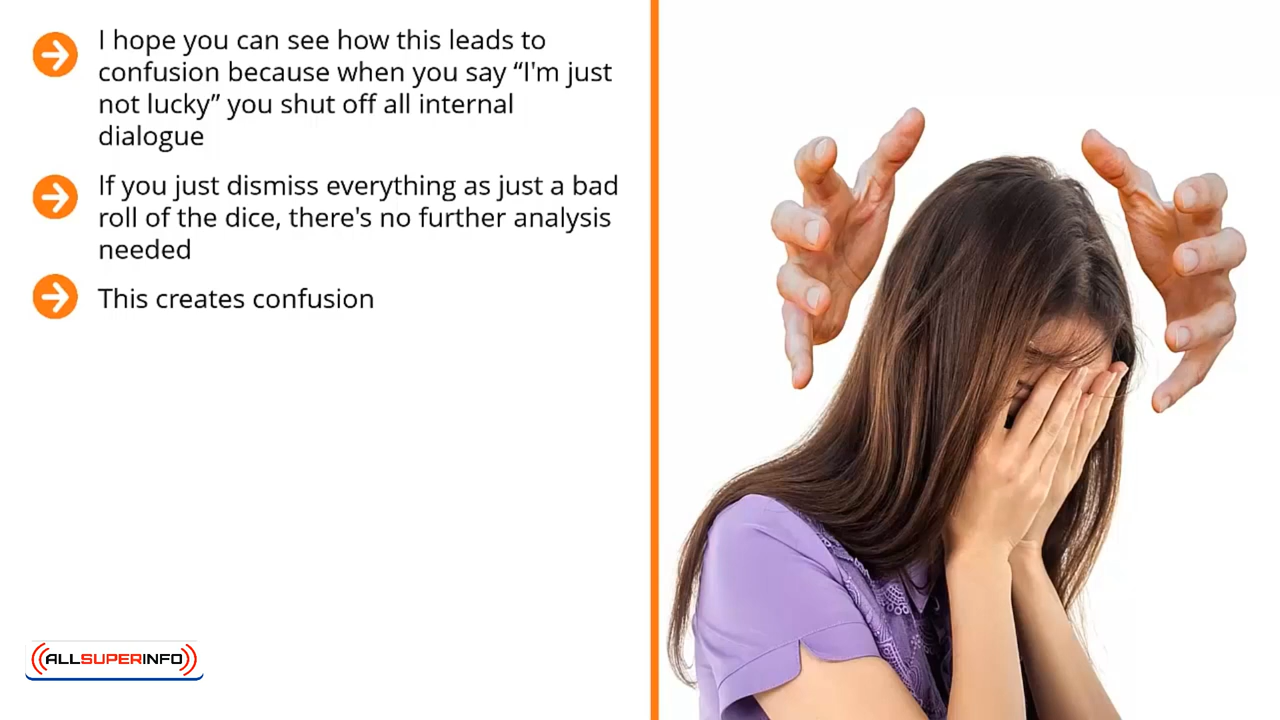 I hope you can see how this leads to
confusion because when you say “I'm just
not lucky” you shut off all internal
dialogue
If you just dismiss everything as just a bad
roll of the dice, there's no further analysis
needed
This creates confusion
ALLSUPERINFO